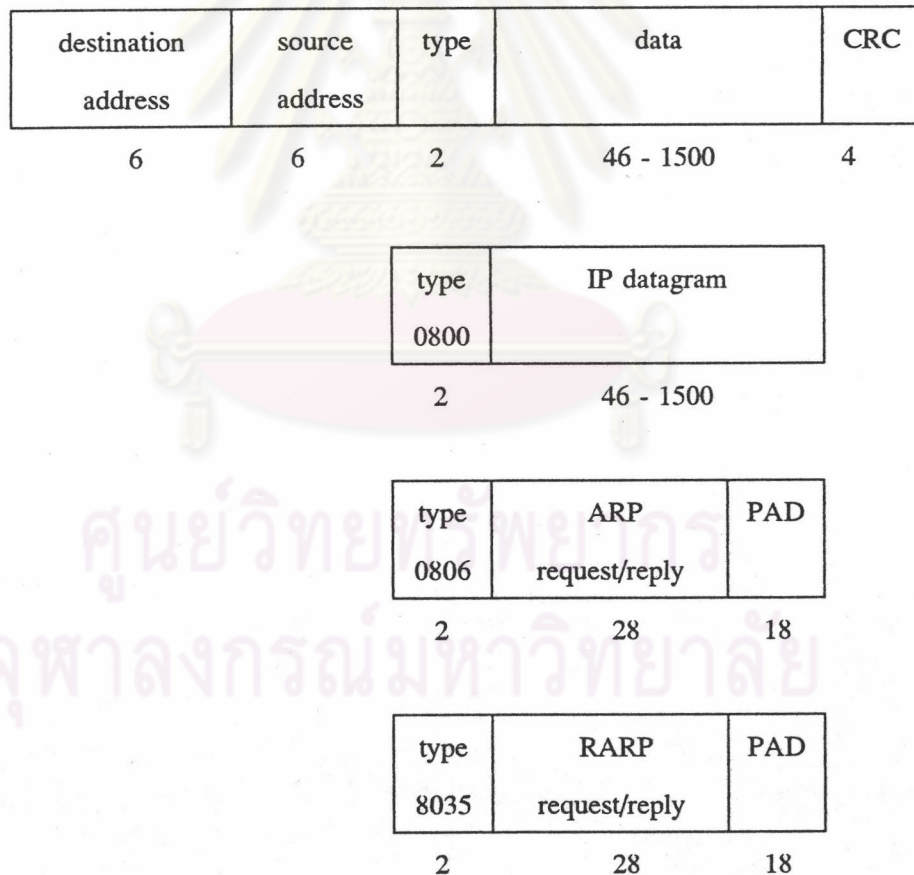 destination source type data CRC
address address
6 6 2 46 - 1500 4
type IP datagram
0800
2 46 - 1500
type ARP PAD
0806 request/reply
2 28 18
ศูนย์วิทยทรัพยากร
จุฬาลงกรณ์มหาวิทยาลัย
type RARP PAD
8035 request/reply
2 28 18